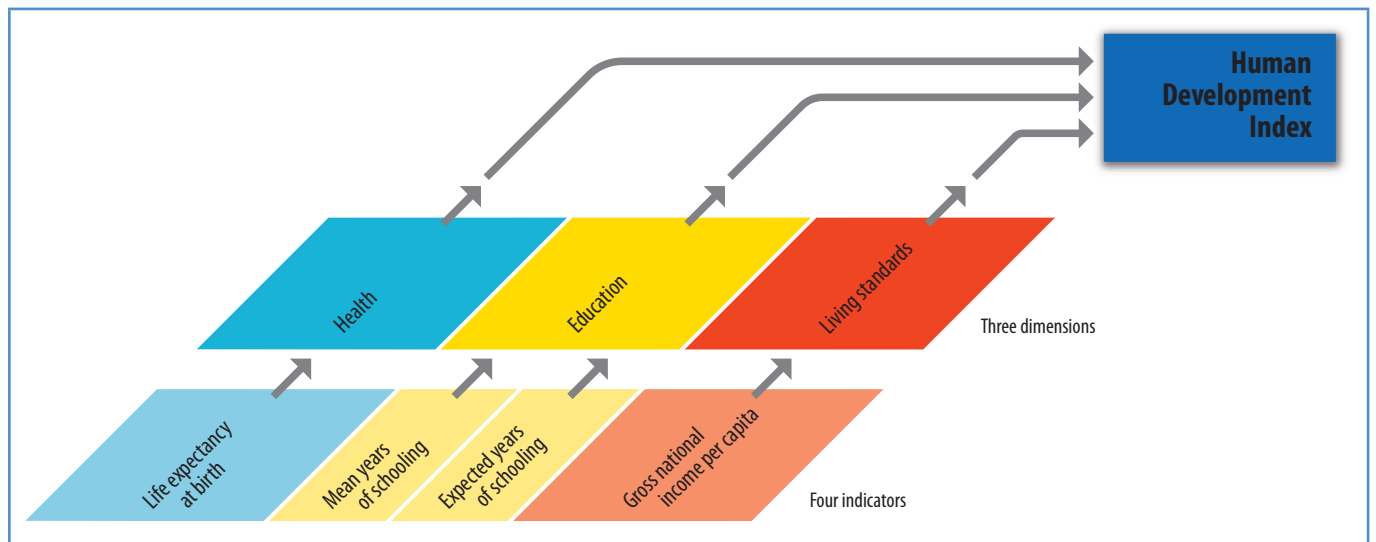 Human
Development
Index
Health
Education
Living standards
Three dimensions
Life expectancy
at birth
Mean years
of schooling
Expected years
of schooling
Gross national
income per capita
Four indicators